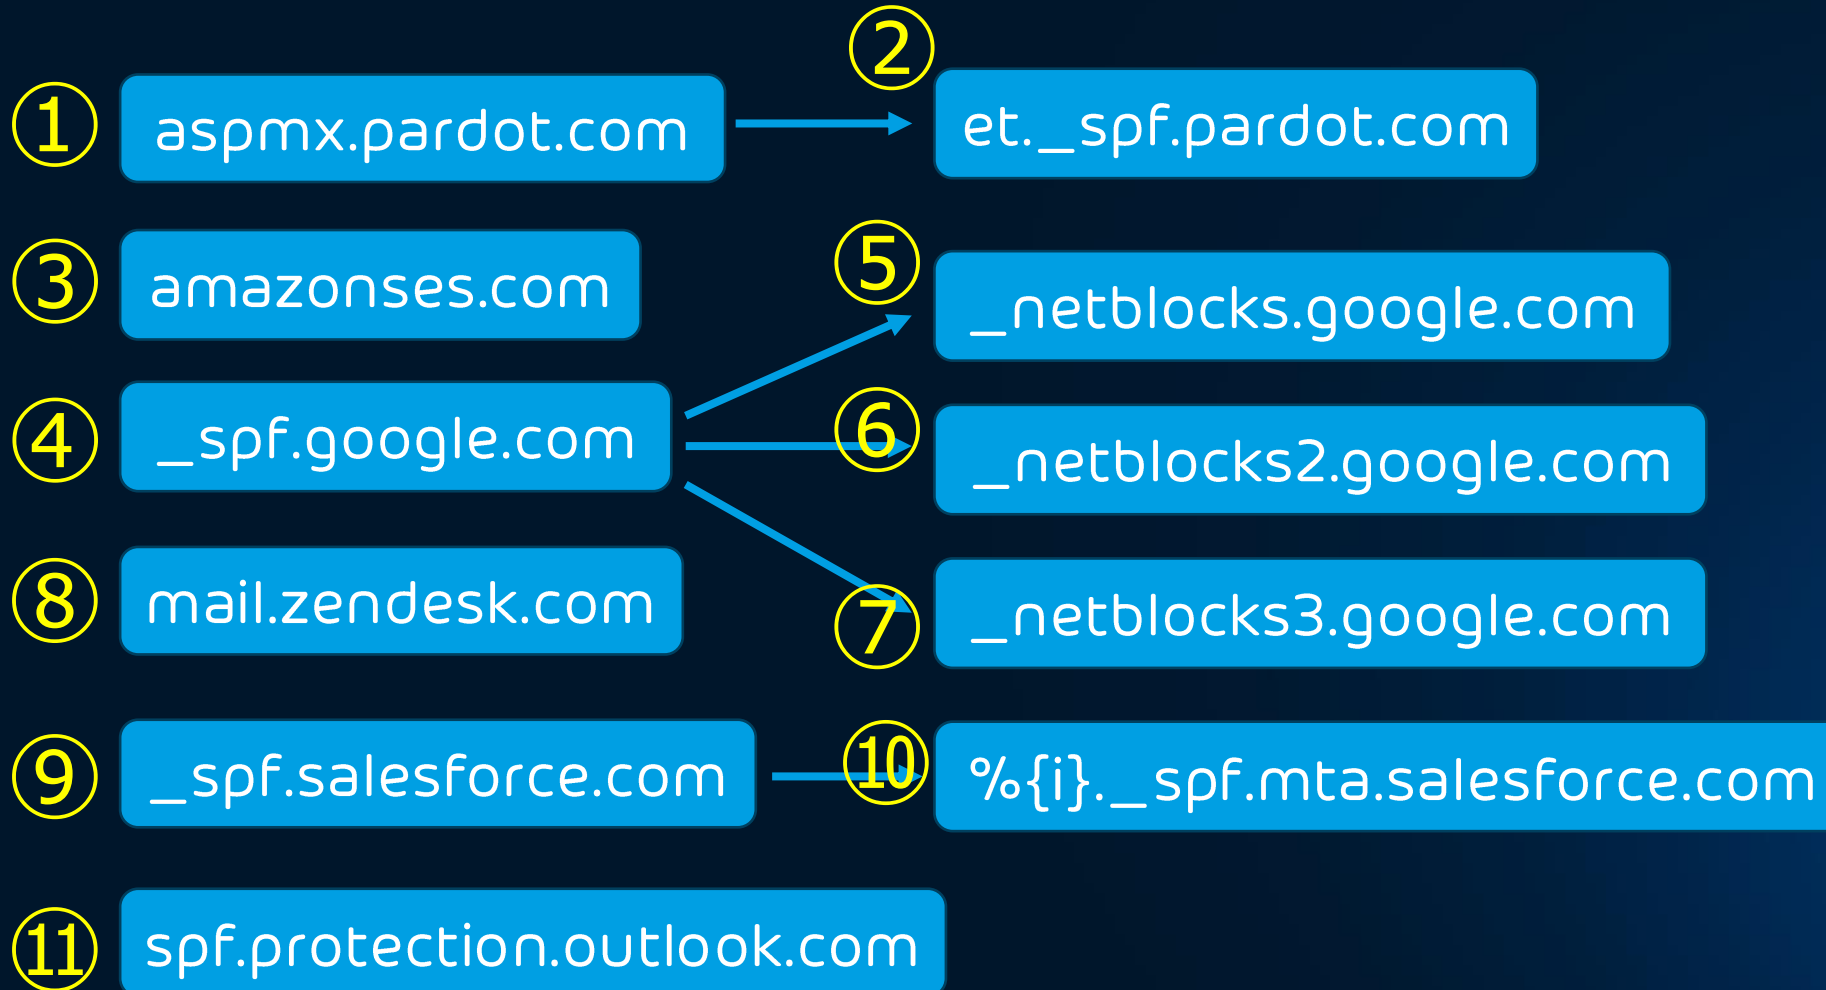 ① aspmx.pardot.com
② et._spf.pardot.com
③ amazonses.com
④ _spf.google.com
⑤ _netblocks.google.com
⑥ _netblocks2.google.com
⑦ _netblocks3.google.com
⑧ mail.zendesk.com
⑨ _spf.salesforce.com
⑩ %{i}._spf.mta.salesforce.com
⑪ spf.protection.outlook.com